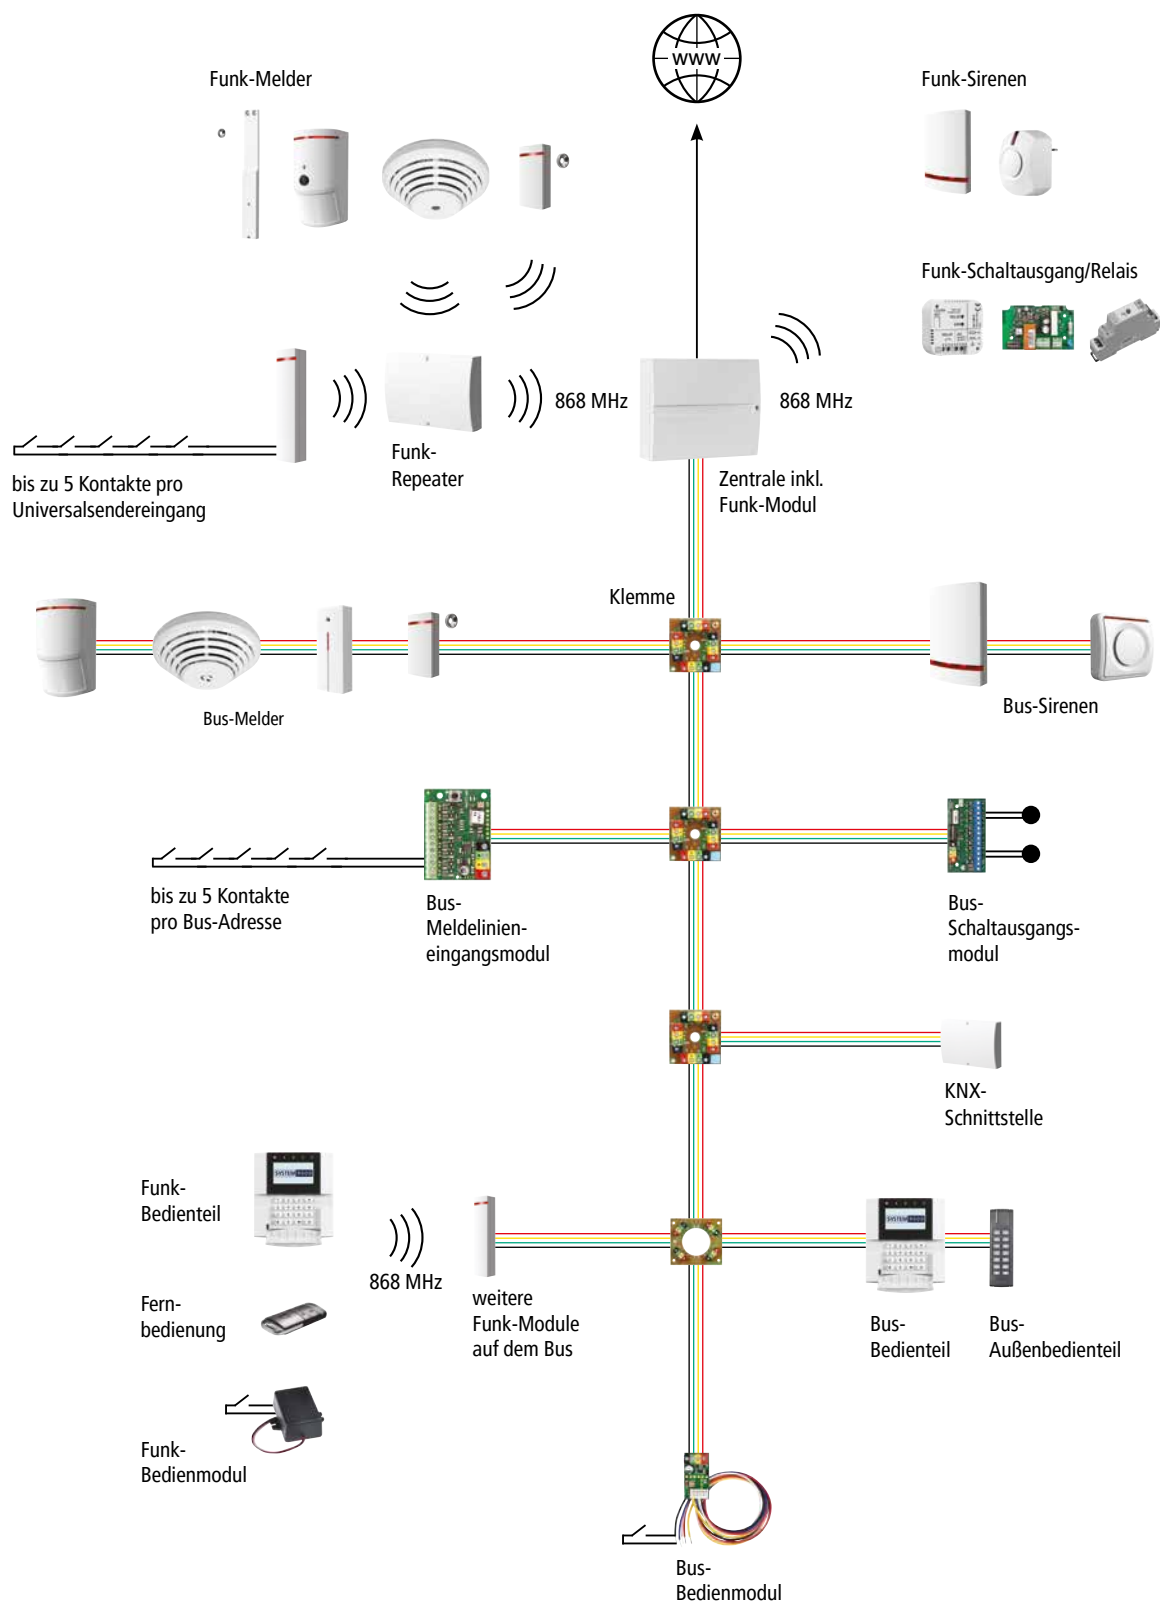 WWW
Funk-Melder
Funk-Sirenen
Funk-Schaltausgang/Relais
868 MHz
868 MHz
Funk-
Repeater
Zentrale inkl.
Funk-Modul
bis zu 5 Kontakte pro
Universalsendereingang
Klemme
Bus-Melder
Bus-Sirenen
bis zu 5 Kontakte
pro Bus-Adresse
Bus-
Meldelinien-
eingangsmodul
Bus-
Schaltausgangs-
modul
KNX-
Schnittstelle
SYSTEM
Funk-
Bedienteil
868 MHz
SYSTEM
Fern-
bedienung
weitere
Funk-Module
auf dem Bus
Bus-
Bedienteil
Bus-
Außenbedienteil
Funk-
Bedienmodul
Bus-
Bedienmodul